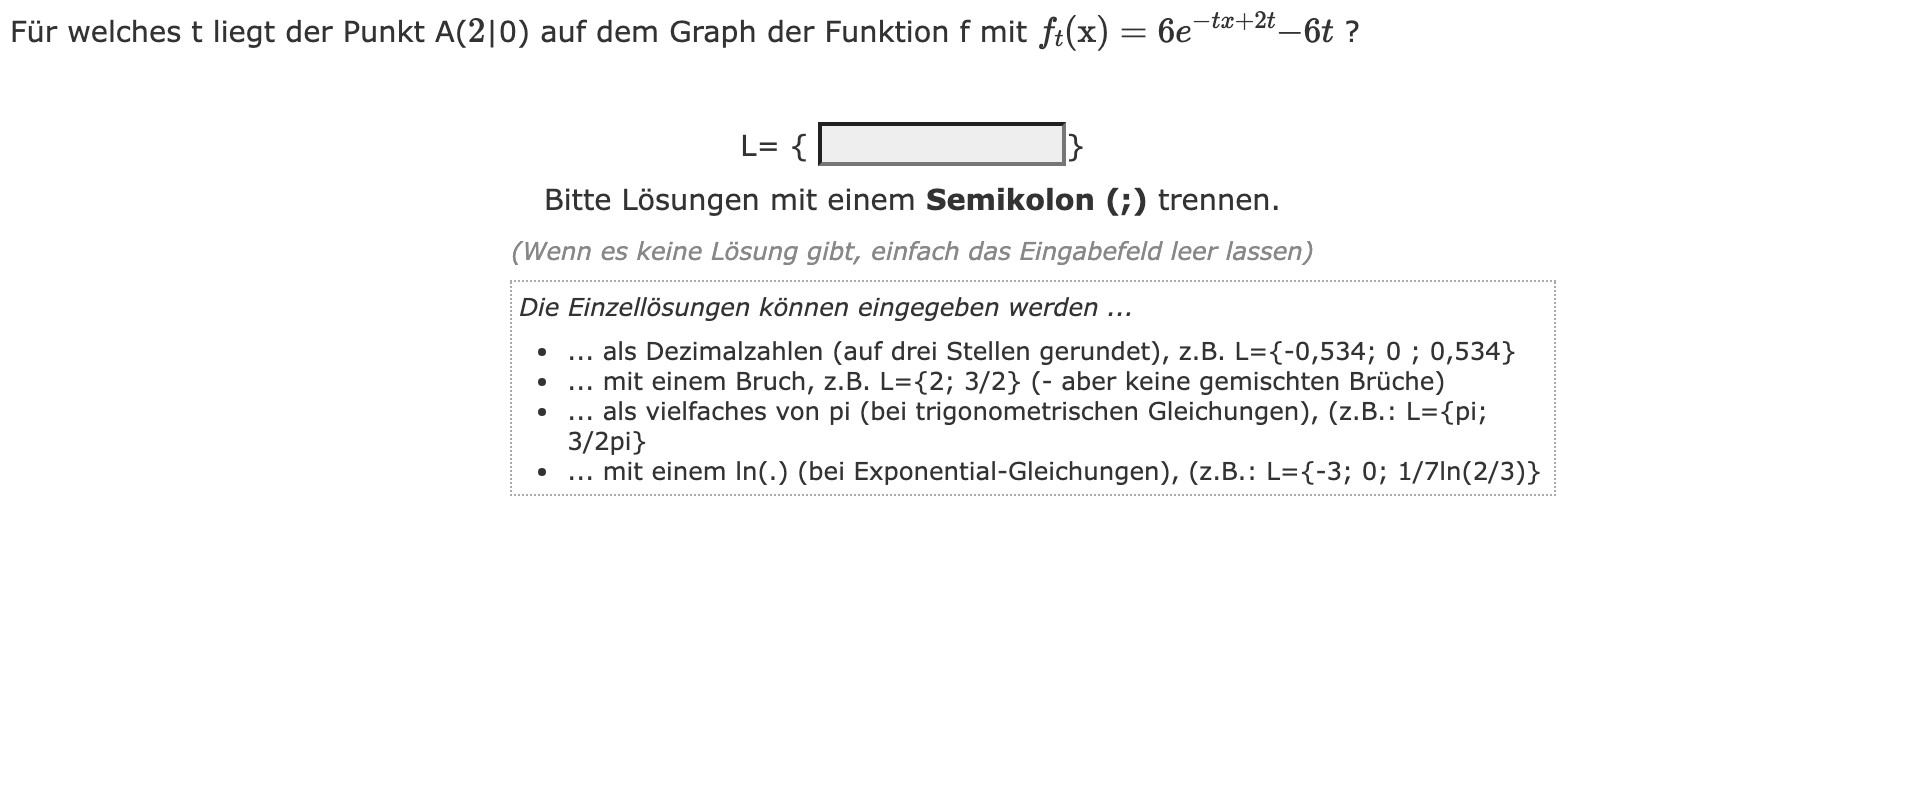 Für welches t liegt der Punkt A(2|0) auf dem Graph der Funktion f mit $f_t(x) = 6e^{-tx+2t}-6t$ ?
L= { }
Bitte Lösungen mit einem Semikolon (;) trennen.
(Wenn es keine Lösung gibt, einfach das Eingabefeld leer lassen)
Die Einzellösungen können eingegeben werden ...
• ... als Dezimalzahlen (auf drei Stellen gerundet), z.B. L={-0,534; 0 ; 0,534}
• ... mit einem Bruch, z.B. L={2; 3/2} (- aber keine gemischten Brüche)
• ... als vielfaches von pi (bei trigonometrischen Gleichungen), (z.B.: L={pi;
3/2pi}
• ... mit einem ln(.) (bei Exponential-Gleichungen), (z.B.: L={-3; 0; 1/7ln(2/3)}